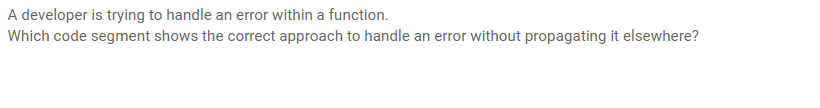 A developer is trying to handle an error within a function.
Which code segment shows the correct approach to handle an error without propagating it elsewhere?